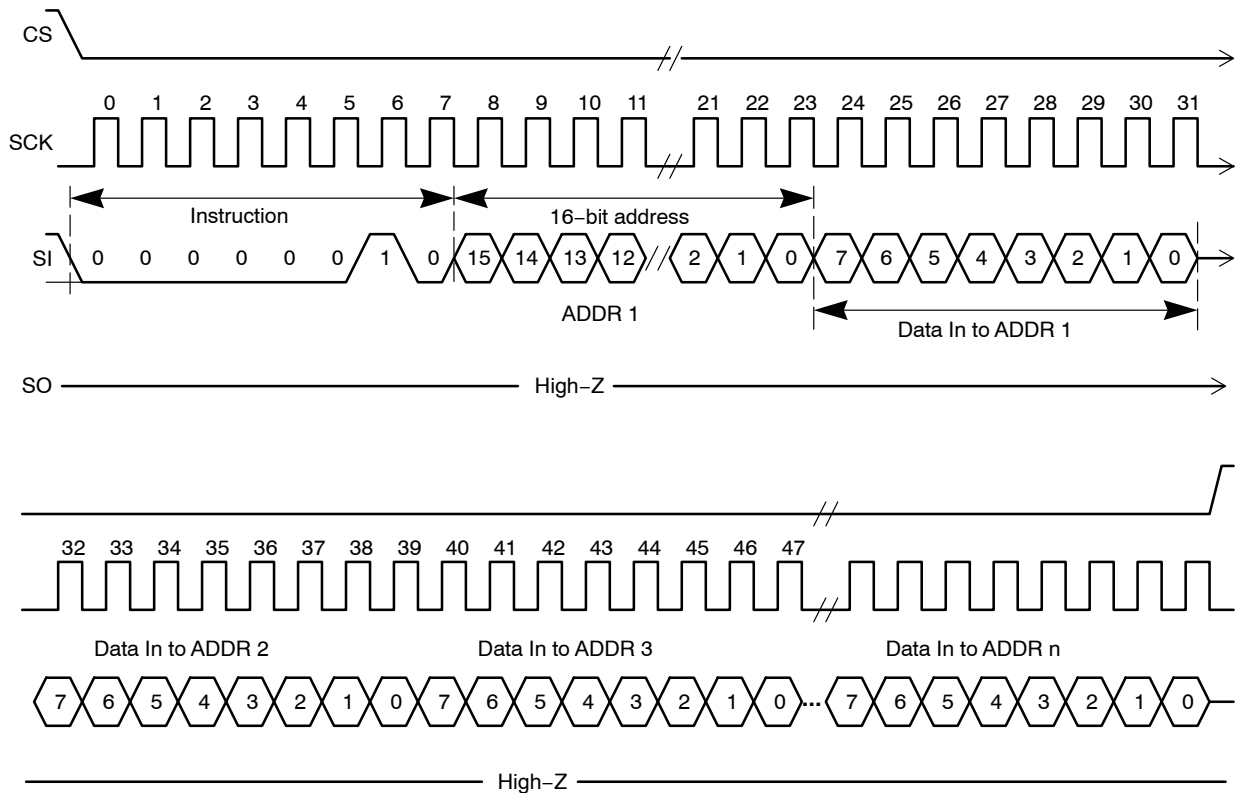 CS
0 1 2 3 4 5 6 7 8 9 10 11 21 22 23 24 25 26 27 28 29 30 31
SCK
Instruction 16−bit address
SI 0 0 0 0 0 0 1 0 15 14 13 12 2 1 0 7 6 5 4 3 2 1 0
ADDR 1
Data In to ADDR 1
SO High−Z
32 33 34 35 36 37 38 39 40 41 42 43 44 45 46 47
Data In to ADDR 2 Data In to ADDR 3 Data In to ADDR n
7 6 5 4 3 2 1 0 7 6 5 4 3 2 1 0 ... 7 6 5 4 3 2 1 0
High−Z